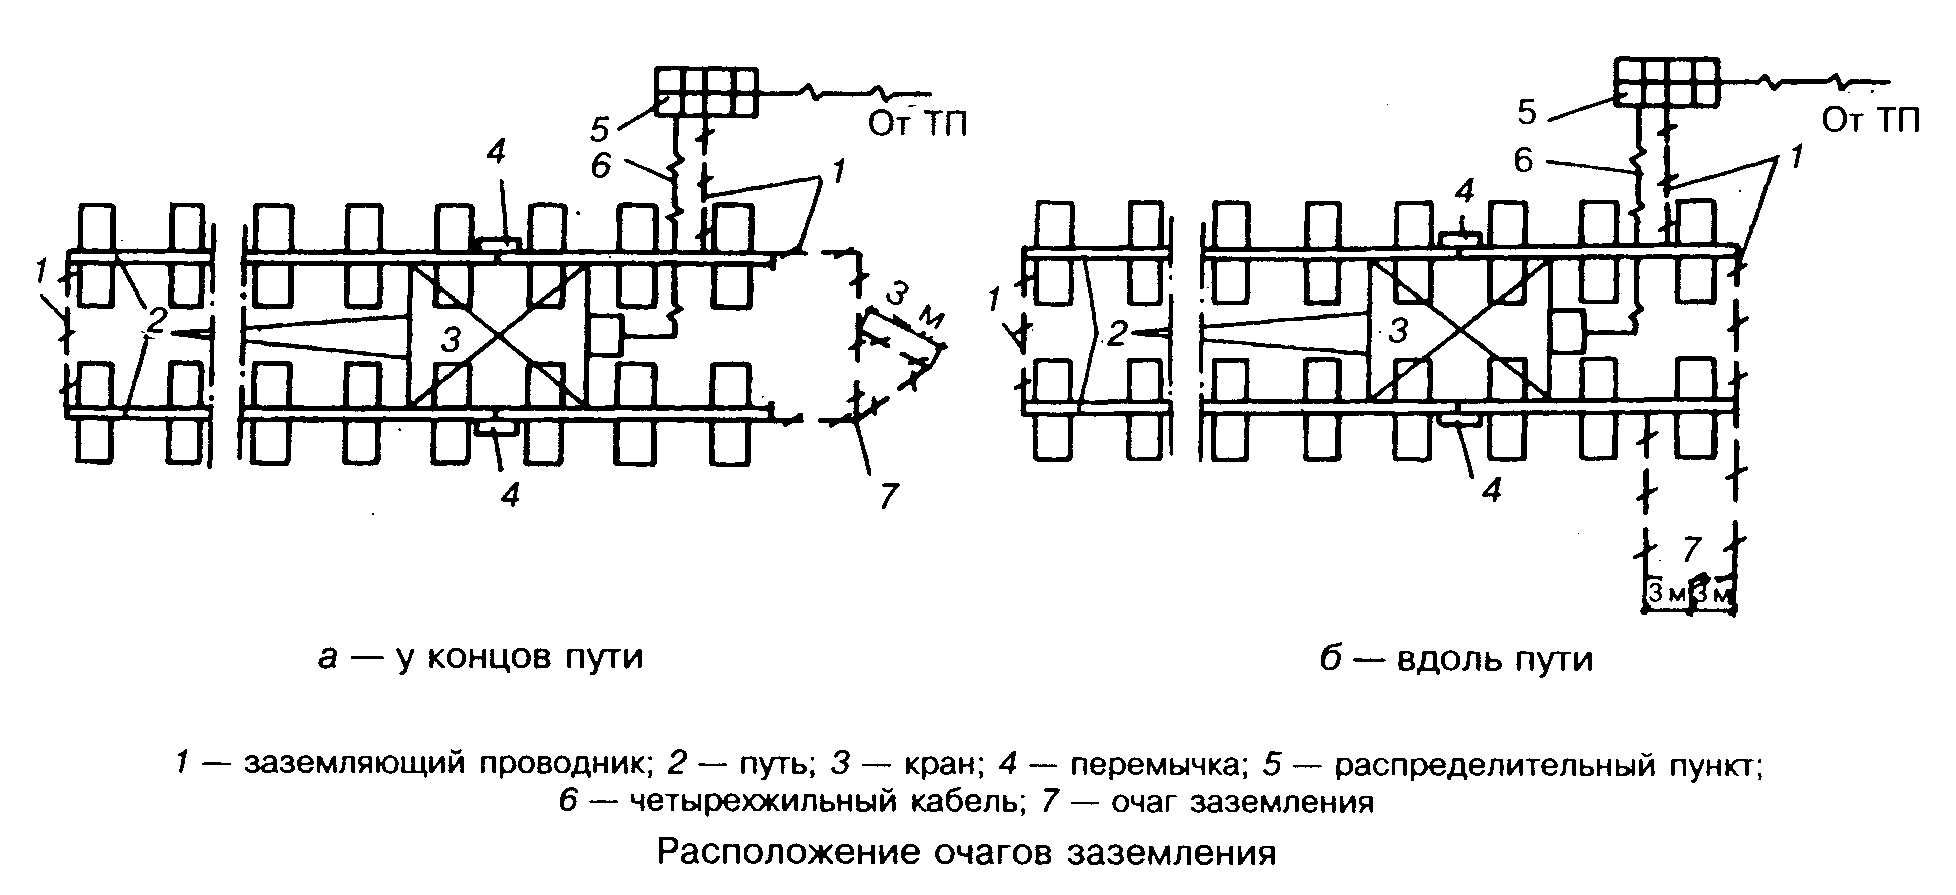 5
От ТП
4
6
1
1
2
3
3 м
4
7
5
От ТП
6
1
4
1
2
3
4
7
3 м 3 м
а — у концов пути
б — вдоль пути
1 — заземляющий проводник; 2 — путь; 3 — кран; 4 — перемычка; 5 — распределительный пункт;
6 — четырехжильный кабель; 7 — очаг заземления
Расположение очагов заземления